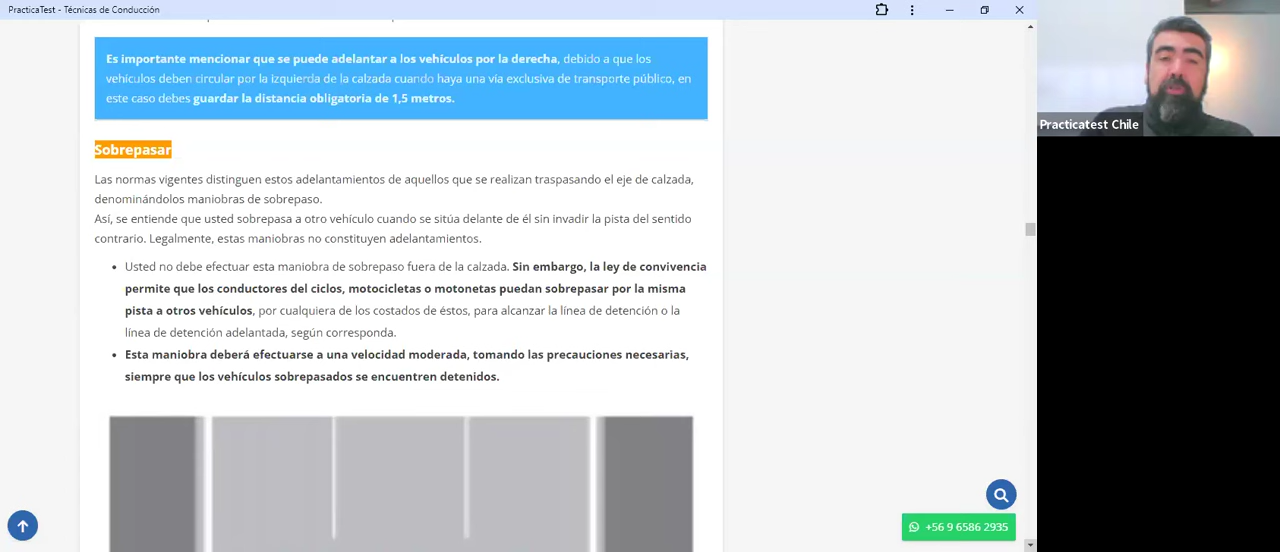 PracticaTest - Técnicas de Conducción
Es importante mencionar que se puede adelantar a los vehículos por la derecha, debido a que los
vehículos deben circular por la izquierda de la calzada cuando haya una vía exclusiva de transporte público, en
este caso debes guardar la distancia obligatoria de 1,5 metros.
Sobrepasar
Las normas vigentes distinguen estos adelantamientos de aquellos que se realizan traspasando el eje de calzada,
denominándolos maniobras de sobrepaso.
Así, se entiende que usted sobrepasa a otro vehículo cuando se sitúa delante de él sin invadir la pista del sentido
contrario. Legalmente, estas maniobras no constituyen adelantamientos.
• Usted no debe efectuar esta maniobra de sobrepaso fuera de la calzada. Sin embargo, la ley de convivencia
permite que los conductores del ciclos, motocicletas o motonetas puedan sobrepasar por la misma
pista a otros vehículos, por cualquiera de los costados de éstos, para alcanzar la línea de detención o la
línea de detención adelantada, según corresponda.
• Esta maniobra deberá efectuarse a una velocidad moderada, tomando las precauciones necesarias,
siempre que los vehículos sobrepasados se encuentren detenidos.
+56 9 6586 2935
Practicatest Chile